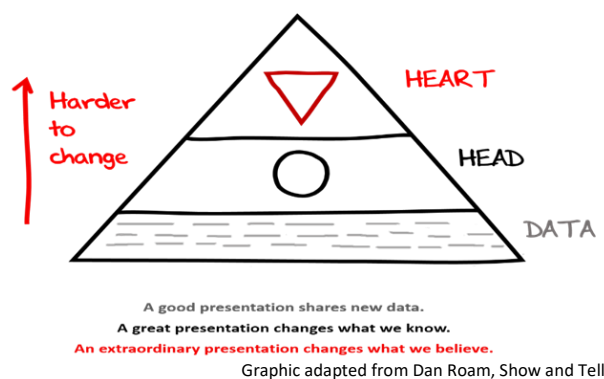 HEART
Harder
to
change
HEAD
DATA
A good presentation shares new data.
A great presentation changes what we know.
An extraordinary presentation changes what we believe.
Graphic adapted from Dan Roam, Show and Tell